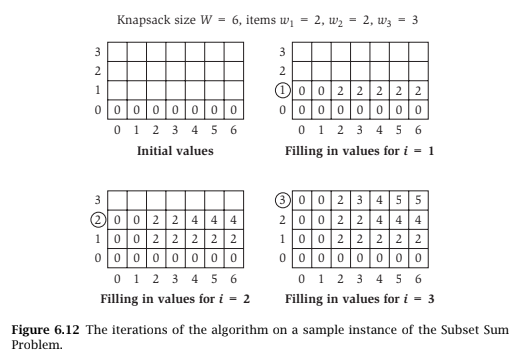 Knapsack size W = 6, items w1 = 2, w2 = 2, w3 = 3
3
2
1
0 0 0 0 0 0 0 0
0 1 2 3 4 5 6
Initial values
3
2
1 0 0 2 2 2 2 2
0 0 0 0 0 0 0 0
0 1 2 3 4 5 6
Filling in values for i = 1
3
2 0 0 2 2 4 4 4
1 0 0 2 2 2 2 2
0 0 0 0 0 0 0 0
0 1 2 3 4 5 6
Filling in values for i = 2
3 0 0 2 3 4 5 5
2 0 0 2 2 4 4 4
1 0 0 2 2 2 2 2
0 0 0 0 0 0 0 0
0 1 2 3 4 5 6
Filling in values for i = 3
Figure 6.12 The iterations of the algorithm on a sample instance of the Subset Sum
Problem.